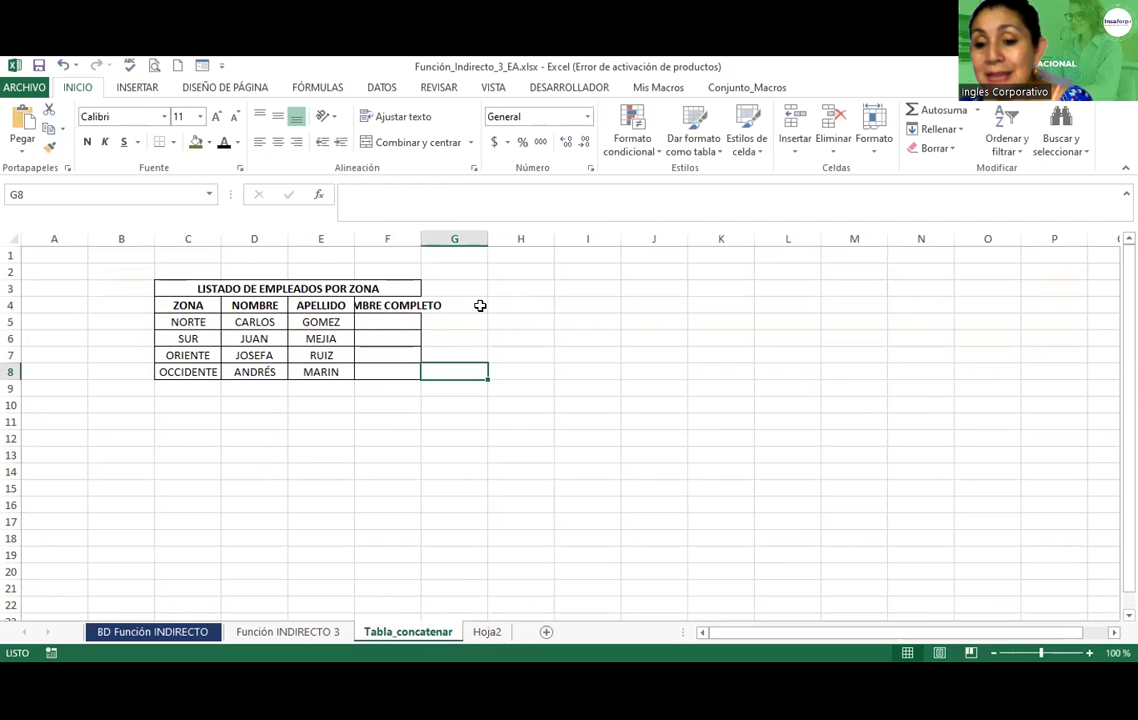 Función_Indirecto_3_EA.xlsx - Excel (Error de activación de productos)
Insaforp
ACIONAL
Ingles Corporativo
ARCHIVO INICIO INSERTAR DISEÑO DE PÁGINA FÓRMULAS DATOS REVISAR VISTA DESARROLLADOR Mis Macros Conjunto_Macros
Pegar
Calibri 11
N K S
Ajustar texto
Combinar y centrar
General
$ % 000
Formato condicional
Dar formato como tabla
Estilos de celda
Insertar Eliminar Formato
Autosuma
Rellenar
Borrar
Ordenar y filtrar
Buscar y seleccionar
Portapapeles Fuente Alineación Número Estilos Celdas Modificar
G8 fx
A B C D E F G H I J K L M N O P
1
2
3 LISTADO DE EMPLEADOS POR ZONA
4 ZONA NOMBRE APELLIDO MBRE COMPLETO
5 NORTE CARLOS GOMEZ
6 SUR JUAN MEJIA
7 ORIENTE JOSEFA RUIZ
8 OCCIDENTE ANDRÉS MARIN
9
10
11
12
13
14
15
16
17
18
19
20
21
22
BD Función INDIRECTO Función INDIRECTO 3 Tabla_concatenar Hoja2
LISTO 100 %